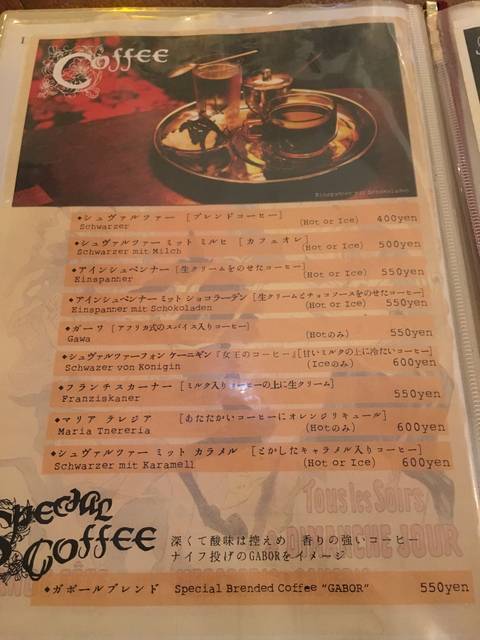 Coffee
Einspanner mit Schokoladen
◆シュヴァルツァー [ブレンドコーヒー]
Schwarzer (Hot or Ice) 400yen
◆シュヴァルツァー ミット ミルヒ [カフェオレ]
Schwarzer mit Milch (Hot or Ice) 500yen
◆アインシュペンナー [生クリームをのせたコーヒー]
Einspanner (Hot or Ice) 550yen
◆アインシュペンナー ミット ショコラーデン [生クリームとチョコソースをのせたコーヒー]
Einspanner mit Schokoladen (Hot or Ice) 550yen
◆ガーワ [アフリカ式のスパイス入りコーヒー]
Gawa (Hotのみ) 550yen
◆シュヴァルツァーフォン ケーニギン『女王のコーヒー』[甘いミルクの上に冷たいコーヒー]
Schwazer von Konigin (Iceのみ) 600yen
◆フランチスカーナー [ミルク入りコーヒーの上に生クリーム]
Franziskaner 550yen
◆マリア テレジア [あたたかいコーヒーにオレンジリキュール]
Maria Tnereria (Hotのみ) 600yen
◆シュヴァルツァー ミット カラメル [とかしたキャラメル入りコーヒー]
Schwarzer mit Karamell (Hot or Ice) 600yen
Tous les Soirs
DIMANCHE JOUR
Special
Coffee
深くて酸味は控えめ 香りの強いコーヒー
ナイフ投げのGABORをイメージ
◆ガボールブレンド Special Brended Coffee "GABOR" 550yen